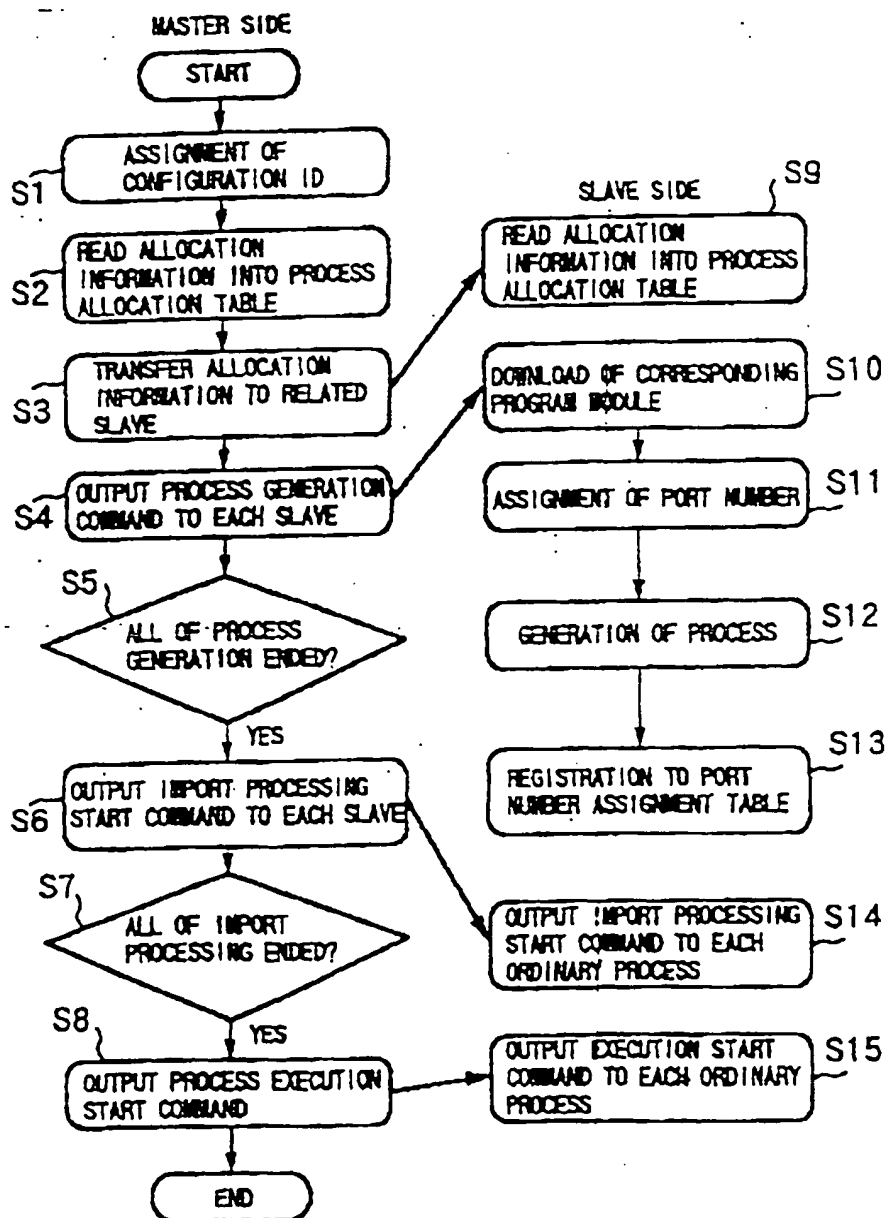 MASTER SIDE
START
S1
ASSIGNMENT OF
CONFIGURATION ID
S2
READ ALLOCATION
INFORMATION INTO PROCESS
ALLOCATION TABLE
S3
TRANSFER ALLOCATION
INFORMATION TO RELATED
SLAVE
S4
OUTPUT PROCESS GENERATION
COMMAND TO EACH SLAVE
S5
ALL OF PROCESS
GENERATION ENDED?
YES
S6
OUTPUT IMPORT PROCESSING
START COMMAND TO EACH SLAVE
S7
ALL OF IMPORT
PROCESSING ENDED?
YES
S8
OUTPUT PROCESS EXECUTION
START COMMAND
END
SLAVE SIDE
S9
READ ALLOCATION
INFORMATION INTO PROCESS
ALLOCATION TABLE
S10
DOWNLOAD OF CORRESPONDING
PROGRAM MODULE
S11
ASSIGNMENT OF PORT NUMBER
S12
GENERATION OF PROCESS
S13
REGISTRATION TO PORT
NUMBER ASSIGNMENT TABLE
S14
OUTPUT IMPORT PROCESSING
START COMMAND TO EACH
ORDINARY PROCESS
S15
OUTPUT EXECUTION START
COMMAND TO EACH ORDINARY
PROCESS